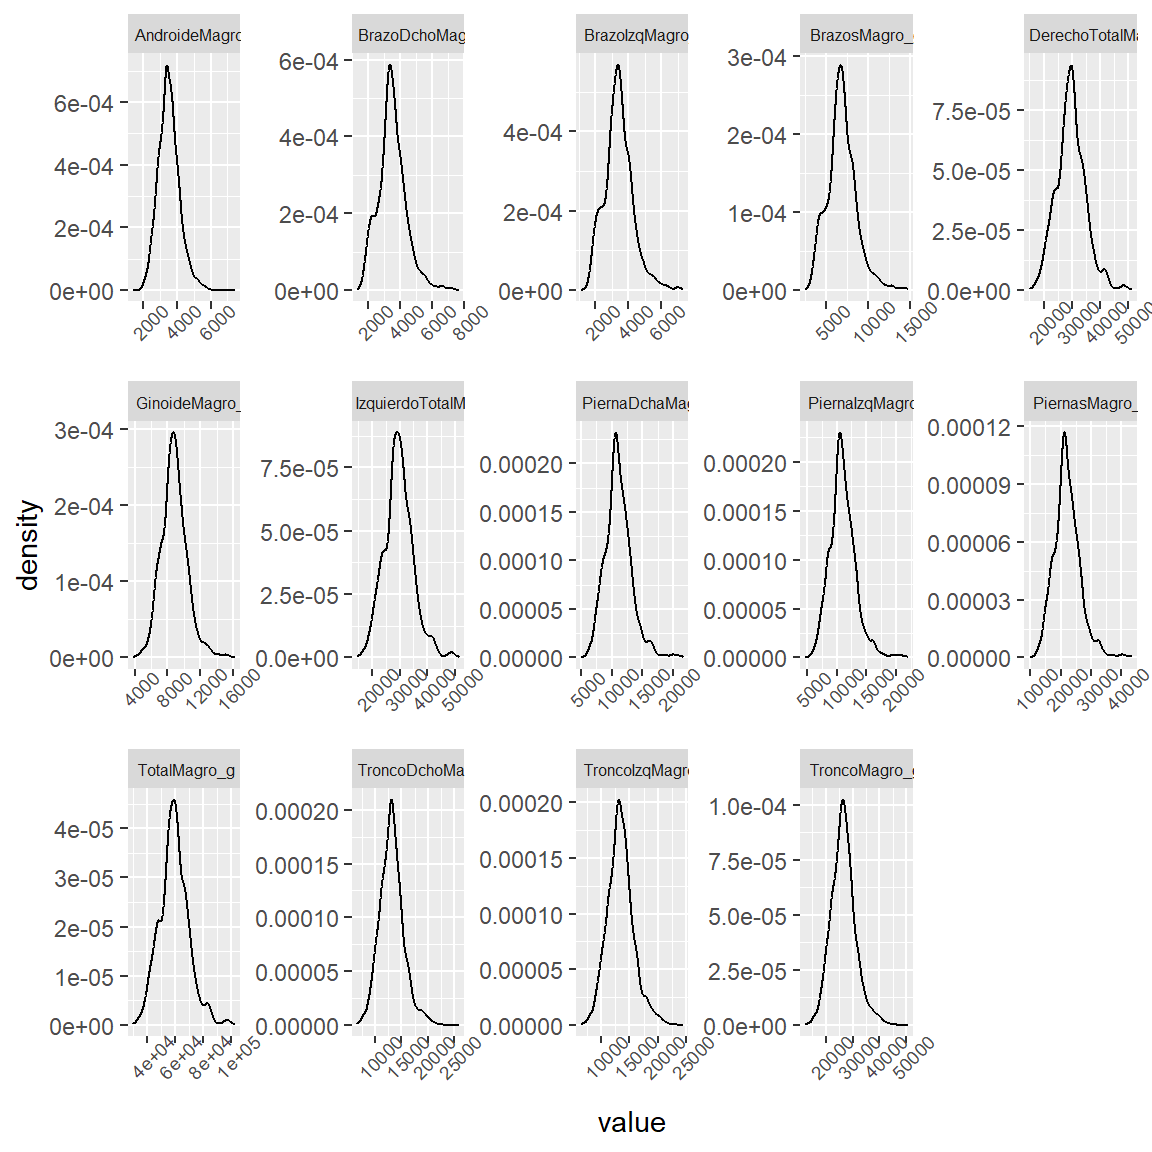 AndroideMagro BrazoDchoMag BrazoIzqMagro BrazosMagro_ DerechoTotalMa
6e-04 4e-04 2e-04 0e+00
6e-04 4e-04 2e-04 0e+00
4e-04 2e-04 0e+00
3e-04 2e-04 1e-04 0e+00
7.5e-05 5.0e-05 2.5e-05 0.0e+00
2000 4000 6000
2000 4000 6000 8000
2000 4000 6000
5000 10000 15000
20000 30000 40000 50000
GinoideMagro_ IzquierdoTotalM PiernaDchaMag PiernaIzqMagro PiernasMagro_
3e-04 2e-04 1e-04 0e+00
7.5e-05 5.0e-05 2.5e-05 0.0e+00
0.00020 0.00015 0.00010 0.00005 0.00000
0.00020 0.00015 0.00010 0.00005 0.00000
0.00012 0.00009 0.00006 0.00003 0.00000
4000 8000 12000 16000
20000 30000 40000 50000
5000 10000 15000 20000
5000 10000 15000 20000
10000 20000 30000 40000
density
TotalMagro_g TroncoDchoMa TroncoIzqMagro TroncoMagro_g
4e-05 3e-05 2e-05 1e-05 0e+00
0.00020 0.00015 0.00010 0.00005 0.00000
0.00020 0.00015 0.00010 0.00005 0.00000
1.0e-04 7.5e-05 5.0e-05 2.5e-05 0.0e+00
4e+04 6e+04 8e+04 1e+05
10000 15000 20000 25000
10000 15000 20000 25000
20000 30000 40000 50000
value